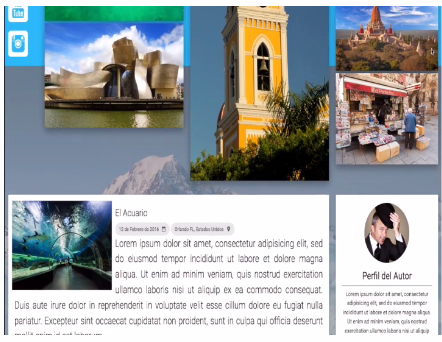 Tube
El Acuario
12 de Febrero de 2016
Orlando FL, Estados Unidos
Lorem ipsum dolor sit amet, consectetur adipisicing elit, sed
do eiusmod tempor incididunt ut labore et dolore magna
aliqua. Ut enim ad minim veniam, quis nostrud exercitation
ullamco laboris nisi ut aliquip ex ea commodo consequat.
Duis aute irure dolor in reprehenderit in voluptate velit esse cillum dolore eu fugiat nulla
pariatur. Excepteur sint occaecat cupidatat non proident, sunt in culpa qui officia deserunt
mollit anim id laborum.
Perfil del Autor
Lorem ipsum dolor sit amet, consectetur
adipisicing elit, sed do eiusmod tempor
incididunt ut labore et dolore magna
aliqua. Ut enim ad minim veniam, quis
nostrud exercitation ullamco laboris nisi